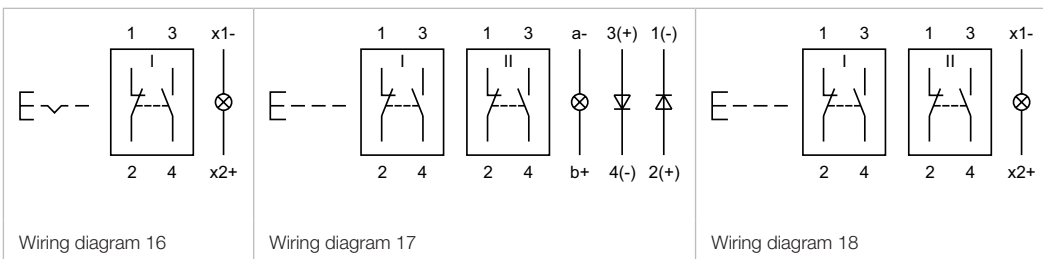 1 3 x1-
I
2 4 x2+
Wiring diagram 16
1 3 1 3 a- 3(+) 1(-)
I II
2 4 2 4 b+ 4(-) 2(+)
Wiring diagram 17
1 3 1 3 x1-
I II
2 4 2 4 x2+
Wiring diagram 18